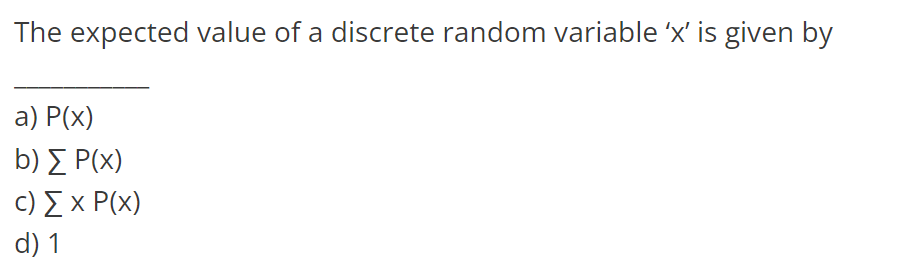 The expected value of a discrete random variable ‘x’ is given by
___________
a) P(x)
b) ∑ P(x)
c) ∑ x P(x)
d) 1